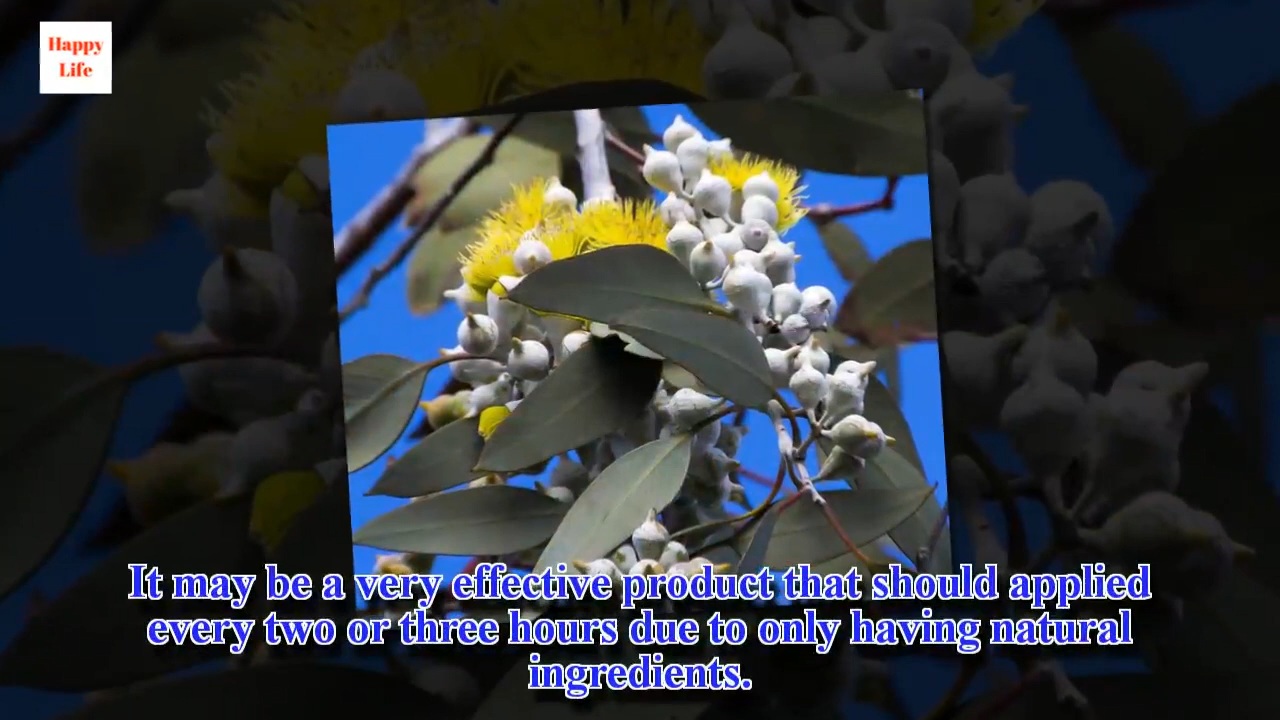 Happy
Life
It may be a very effective product that should applied
every two or three hours due to only having natural
ingredients.